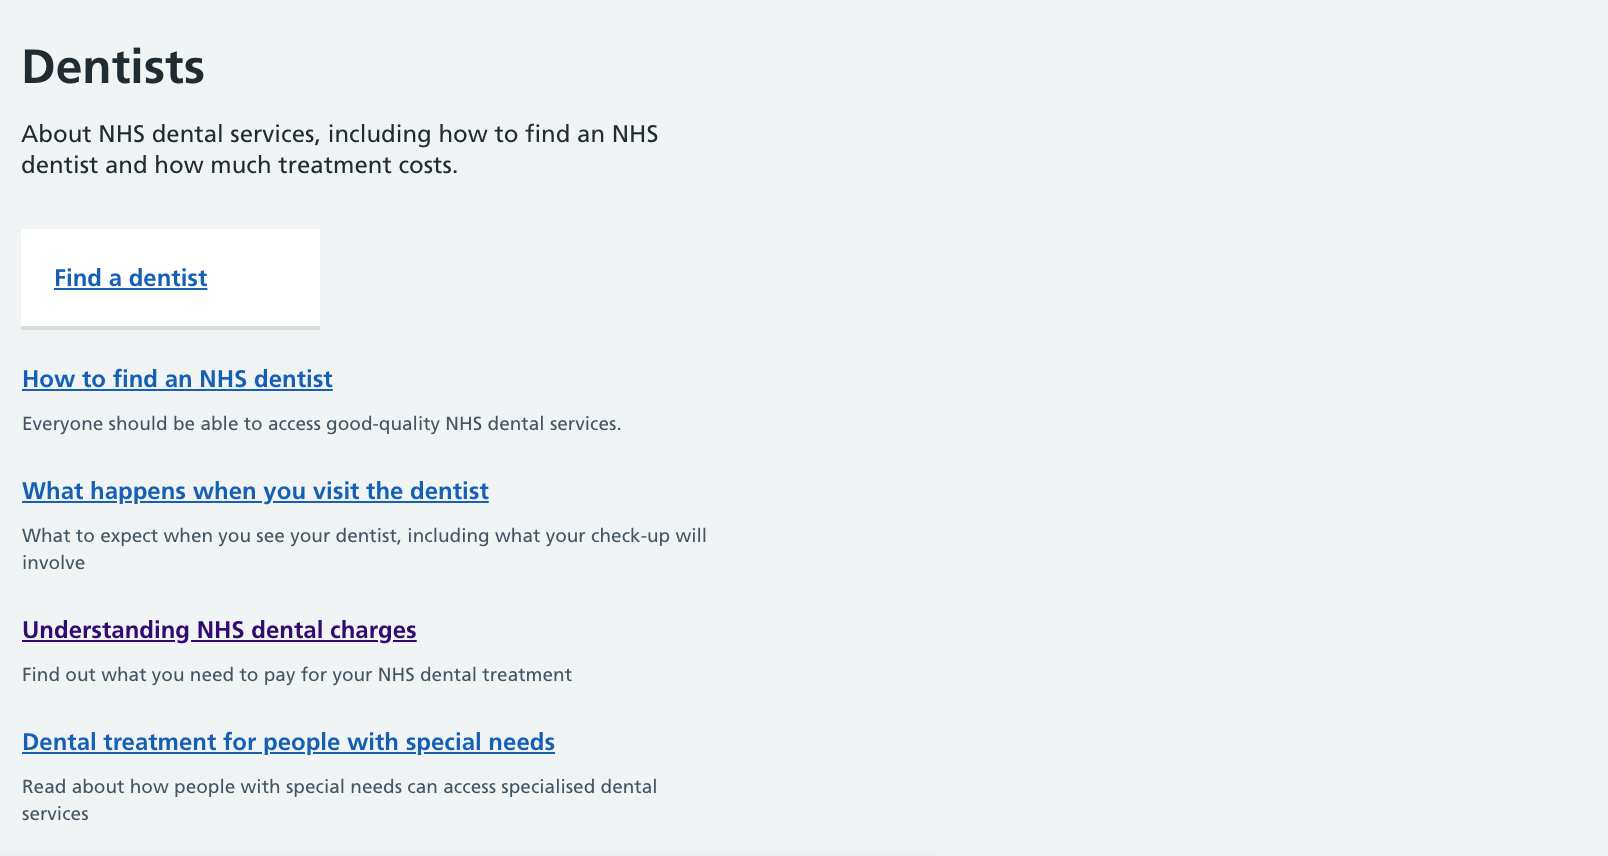 Dentists
About NHS dental services, including how to find an NHS
dentist and how much treatment costs.
Find a dentist
How to find an NHS dentist
Everyone should be able to access good-quality NHS dental services.
What happens when you visit the dentist
What to expect when you see your dentist, including what your check-up will
involve
Understanding NHS dental charges
Find out what you need to pay for your NHS dental treatment
Dental treatment for people with special needs
Read about how people with special needs can access specialised dental
services